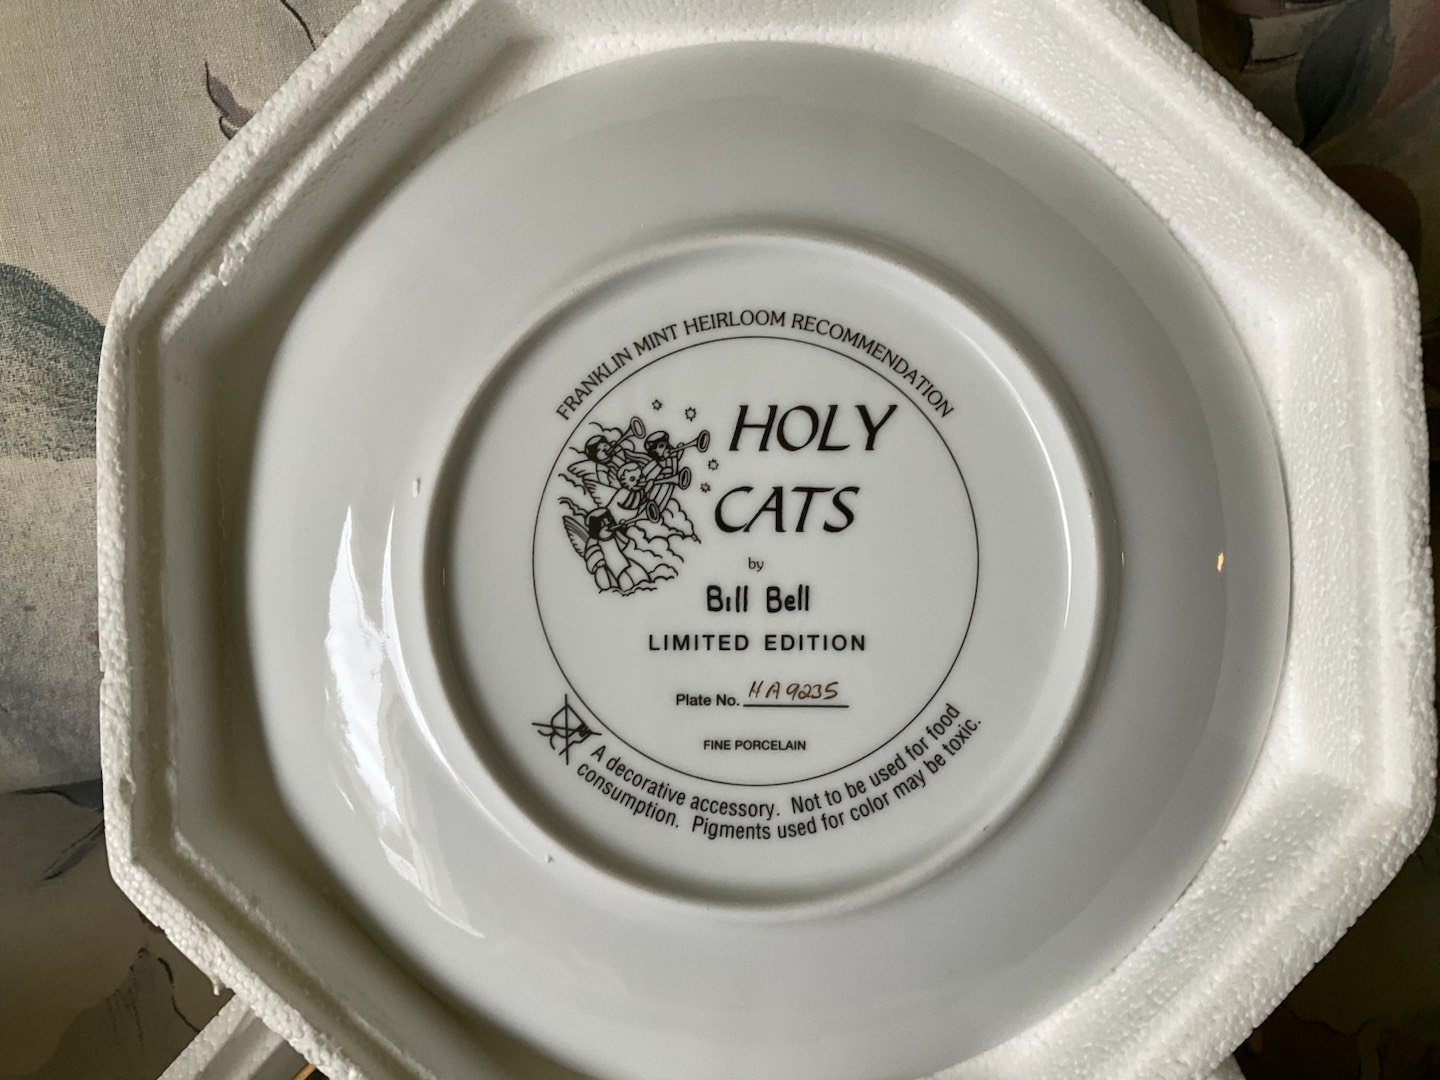 FRANKLIN MINT HEIRLOOM RECOMMENDATION
HOLY
CATS
by
Bill Bell
LIMITED EDITION
Plate No. HA9235
FINE PORCELAIN
A decorative accessory. Not to be used for food
consumption. Pigments used for color may be toxic.